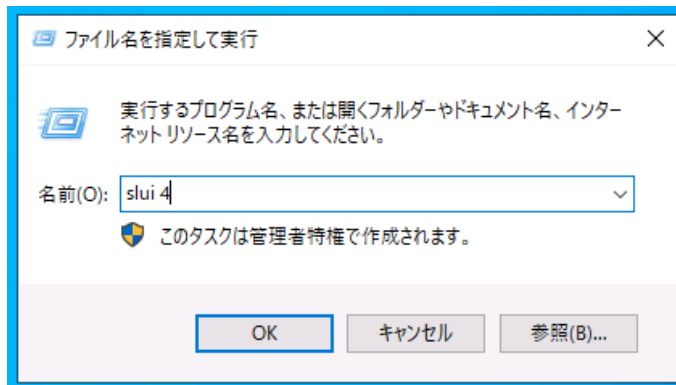 ファイル名を指定して実行
実行するプログラム名、または開くフォルダーやドキュメント名、インター
ネット リソース名を入力してください。
名前(O): slui 4
このタスクは管理者特権で作成されます。
OK キャンセル 参照(B)...